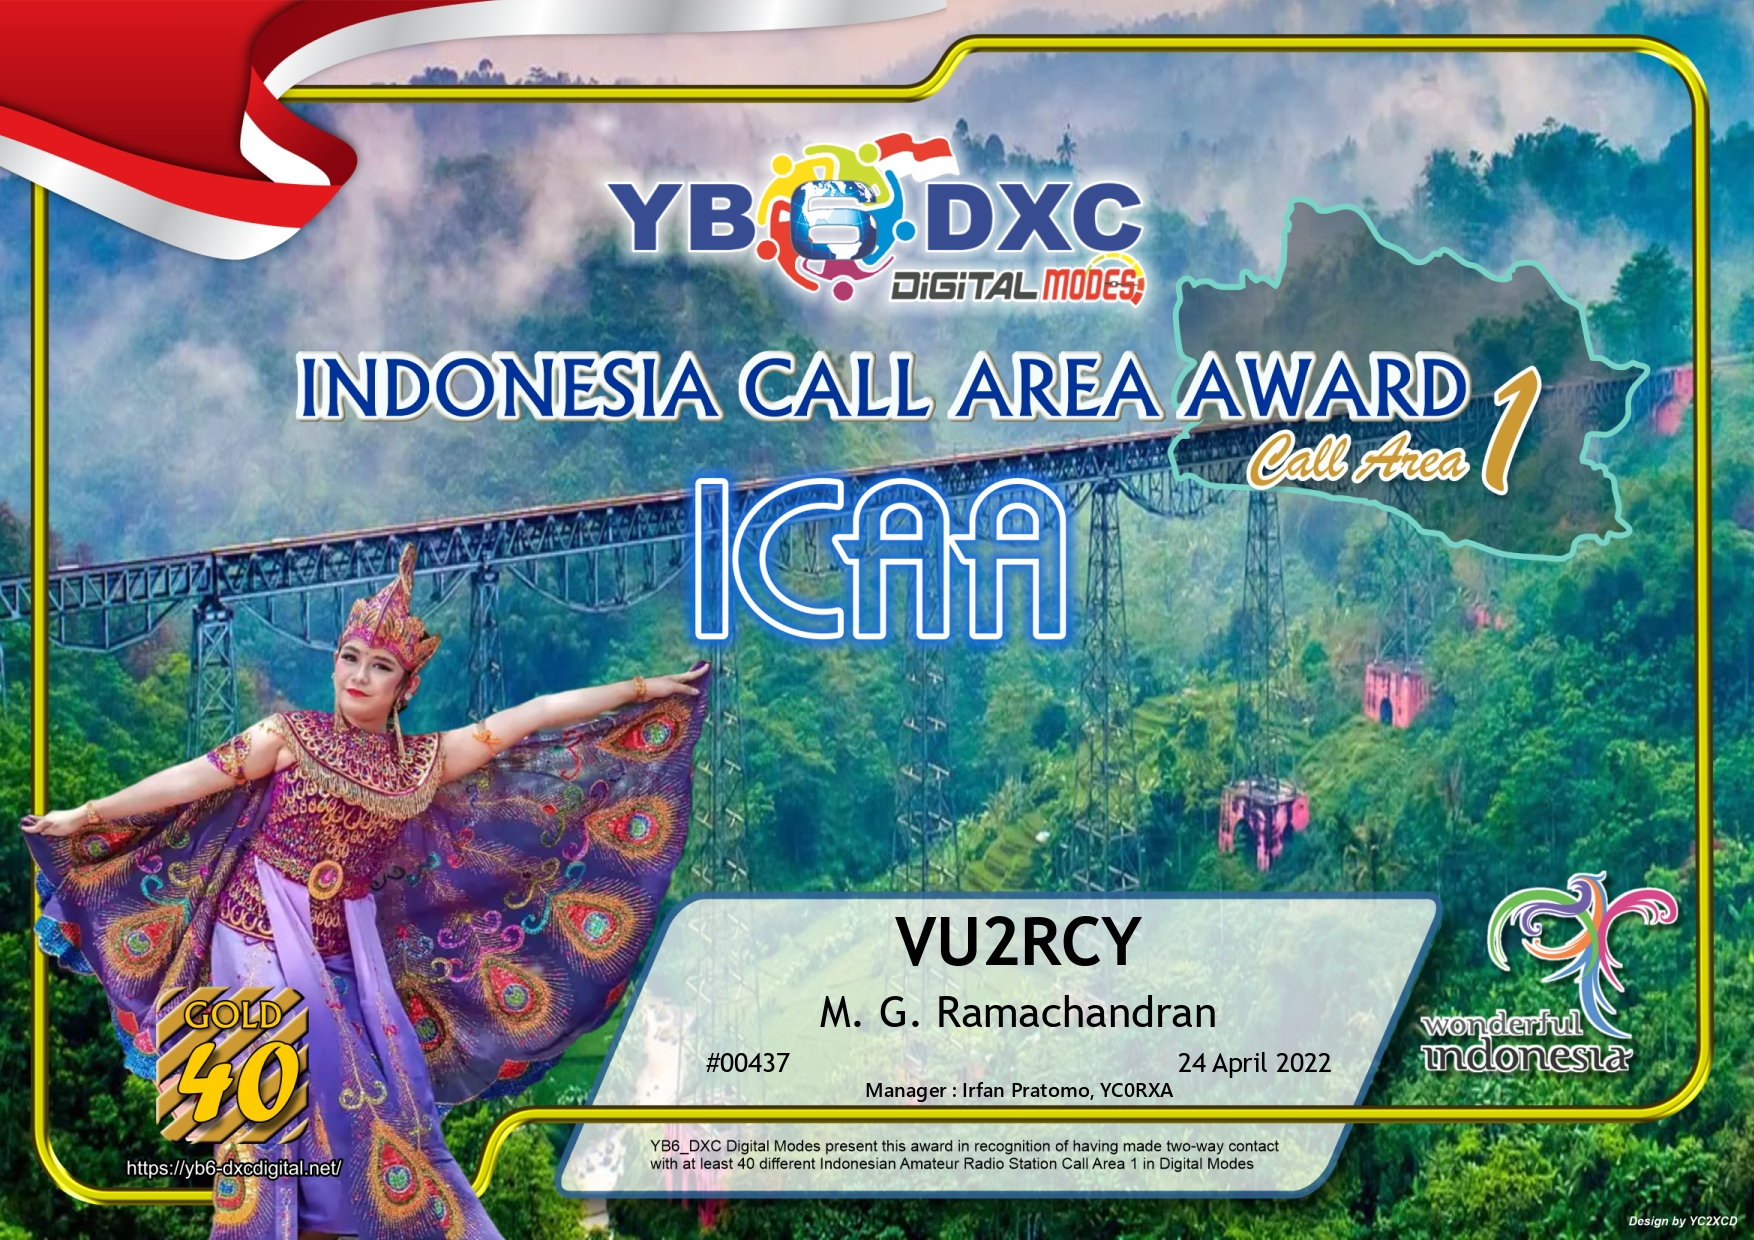 YB6DXC
DIGITAL MODES
INDONESIA CALL AREA AWARD
Call Area 1
ICAA
VU2RCY
M. G. Ramachandran
#00437
24 April 2022
Manager : Irfan Pratomo, YC0RXA
wonderful
indonesia
GOLD
40
https://yb6-dxcdigital.net/
YB6_DXC Digital Modes present this award in recognition of having made two-way contact
with at least 40 different Indonesian Amateur Radio Station Call Area 1 in Digital Modes
Design by YC2XCD